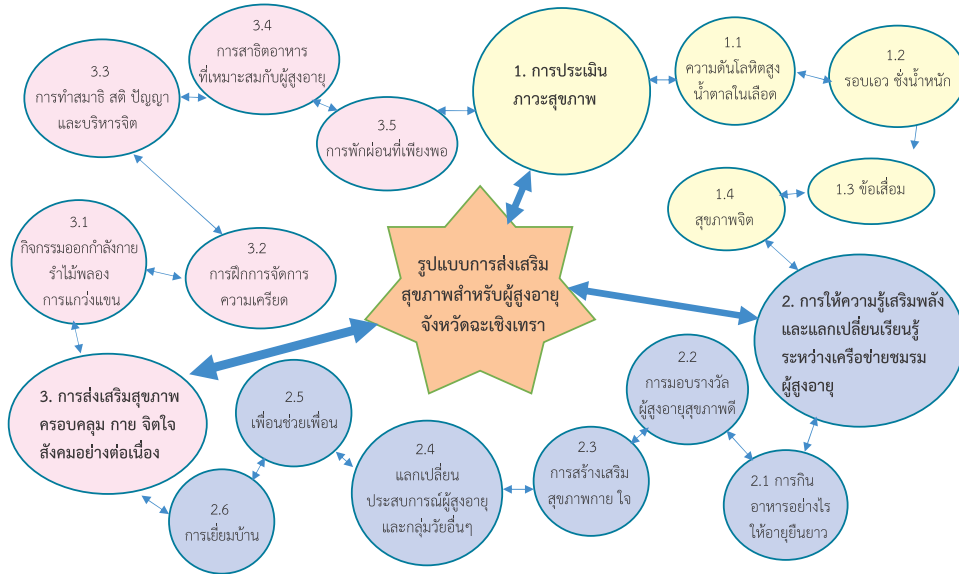 รูปแบบการส่งเสริม
สุขภาพสำหรับผู้สูงอายุ
จังหวัดฉะเชิงเทรา
1. การประเมิน
ภาวะสุขภาพ
1.1
ความดันโลหิตสูง
น้ำตาลในเลือด
1.2
รอบเอว ชั่งน้ำหนัก
1.3 ข้อเสื่อม
1.4
สุขภาพจิต
2. การให้ความรู้เสริมพลัง
และแลกเปลี่ยนเรียนรู้
ระหว่างเครือข่ายชมรม
ผู้สูงอายุ
2.1 การกิน
อาหารอย่างไร
ให้อายุยืนยาว
2.2
การมอบรางวัล
ผู้สูงอายุสุขภาพดี
2.3
การสร้างเสริม
สุขภาพกาย ใจ
2.4
แลกเปลี่ยน
ประสบการณ์ผู้สูงอายุ
และกลุ่มวัยอื่นๆ
2.5
เพื่อนช่วยเพื่อน
2.6
การเยี่ยมบ้าน
3. การส่งเสริมสุขภาพ
ครอบคลุม กาย จิตใจ
สังคมอย่างต่อเนื่อง
3.1
กิจกรรมออกกำลังกาย
รำไม้พลอง
การแกว่งแขน
3.2
การฝึกการจัดการ
ความเครียด
3.3
การทำสมาธิ สติ ปัญญา
และบริหารจิต
3.4
การสาธิตอาหาร
ที่เหมาะสมกับผู้สูงอายุ
3.5
การพักผ่อนที่เพียงพอ